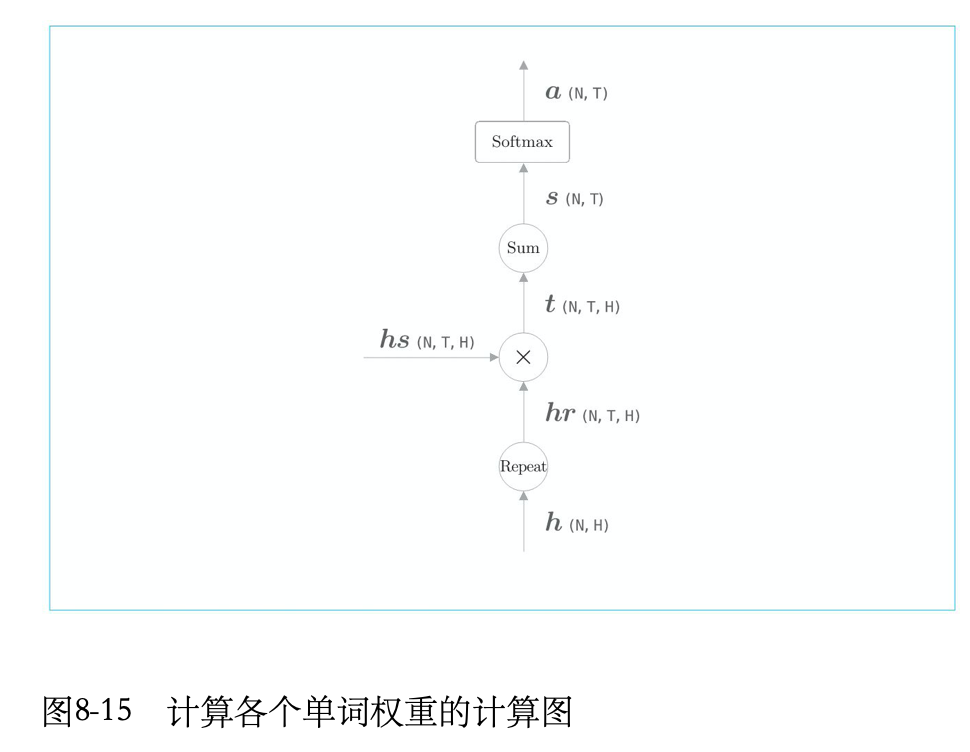 a (N, T)
Softmax
s (N, T)
Sum
t (N, T, H)
hs (N, T, H)
×
hr (N, T, H)
Repeat
h (N, H)
图8-15 计算各个单词权重的计算图